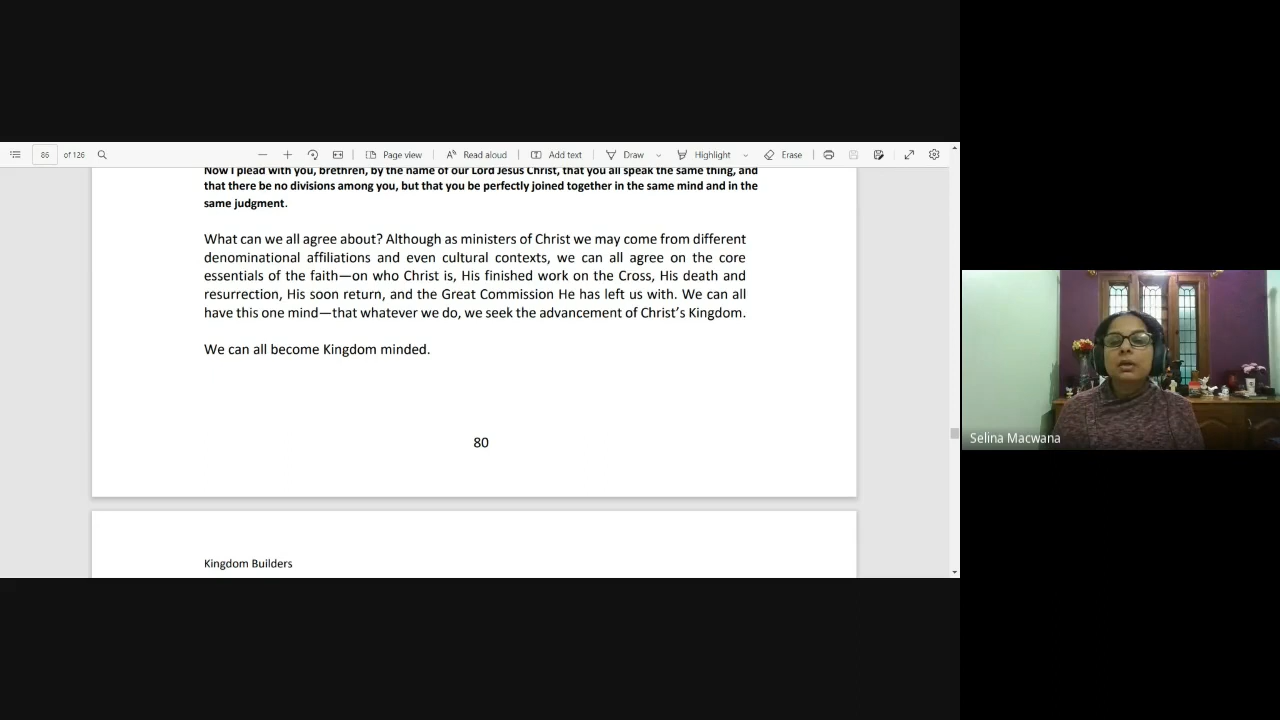 86 of 126 Page view Read aloud Add text Draw Highlight Erase
Now I plead with you, brethren, by the name of our Lord Jesus Christ, that you all speak the same thing, and
that there be no divisions among you, but that you be perfectly joined together in the same mind and in the
same judgment.
What can we all agree about? Although as ministers of Christ we may come from different
denominational affiliations and even cultural contexts, we can all agree on the core
essentials of the faith—on who Christ is, His finished work on the Cross, His death and
resurrection, His soon return, and the Great Commission He has left us with. We can all
have this one mind—that whatever we do, we seek the advancement of Christ’s Kingdom.
We can all become Kingdom minded.
80
Kingdom Builders
Selina Macwana